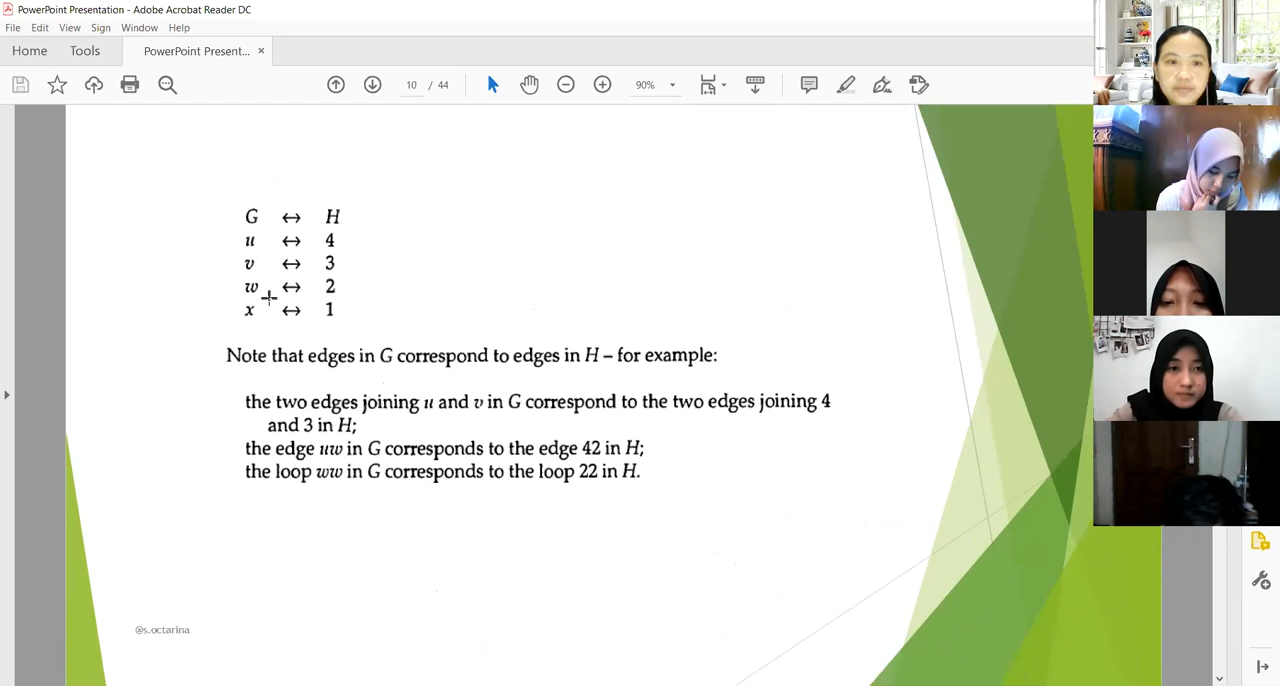 PowerPoint Presentation - Adobe Acrobat Reader DC
File Edit View Sign Window Help
Home Tools PowerPoint Present... ×
10 / 44 90%
G ↔ H
u ↔ 4
v ↔ 3
w ↔ 2
x ↔ 1
Note that edges in G correspond to edges in H – for example:
the two edges joining u and v in G correspond to the two edges joining 4
and 3 in H;
the edge uw in G corresponds to the edge 42 in H;
the loop ww in G corresponds to the loop 22 in H.
@s.octarina